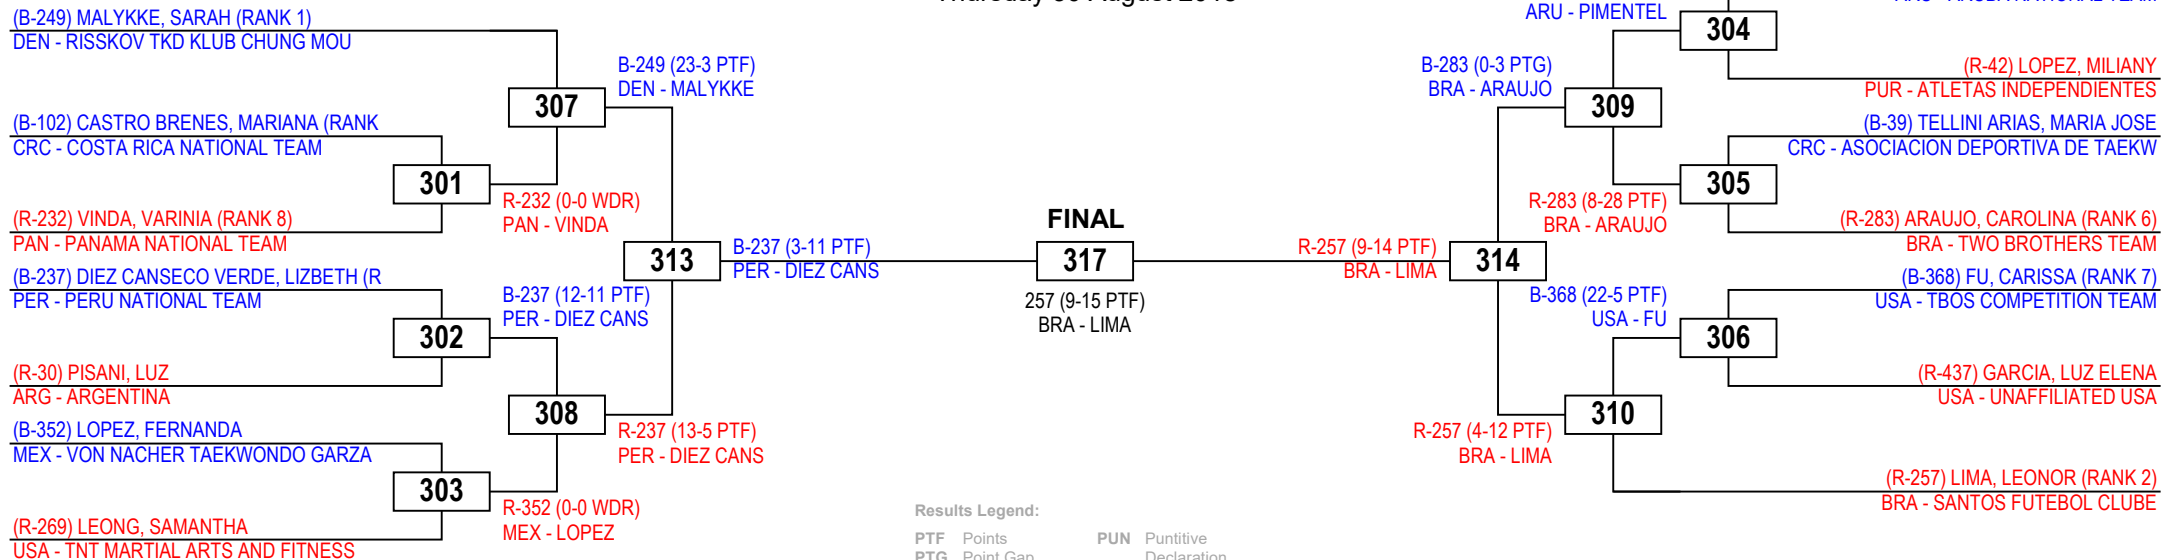 (B-249) MALYKKE, SARAH (RANK 1)
DEN - RISSKOV TKD KLUB CHUNG MOU
B-249 (23-3 PTF)
DEN - MALYKKE
307
(B-102) CASTRO BRENES, MARIANA (RANK
CRC - COSTA RICA NATIONAL TEAM
301
R-232 (0-0 WDR)
PAN - VINDA
(R-232) VINDA, VARINIA (RANK 8)
PAN - PANAMA NATIONAL TEAM
313
B-237 (3-11 PTF)
PER - DIEZ CANS
(B-237) DIEZ CANSECO VERDE, LIZBETH (R
PER - PERU NATIONAL TEAM
B-237 (12-11 PTF)
PER - DIEZ CANS
302
(R-30) PISANI, LUZ
ARG - ARGENTINA
308
R-237 (13-5 PTF)
PER - DIEZ CANS
(B-352) LOPEZ, FERNANDA
MEX - VON NACHER TAEKWONDO GARZA
303
R-352 (0-0 WDR)
MEX - LOPEZ
(R-269) LEONG, SAMANTHA
USA - TNT MARTIAL ARTS AND FITNESS
FINAL
317
257 (9-15 PTF)
BRA - LIMA
ARU - PIMENTEL
304
(R-42) LOPEZ, MILIANY
PUR - ATLETAS INDEPENDIENTES
B-283 (0-3 PTG)
BRA - ARAUJO
309
(B-39) TELLINI ARIAS, MARIA JOSE
CRC - ASOCIACION DEPORTIVA DE TAEKW
305
R-283 (8-28 PTF)
BRA - ARAUJO
(R-283) ARAUJO, CAROLINA (RANK 6)
BRA - TWO BROTHERS TEAM
R-257 (9-14 PTF)
BRA - LIMA
314
(B-368) FU, CARISSA (RANK 7)
USA - TBOS COMPETITION TEAM
B-368 (22-5 PTF)
USA - FU
306
(R-437) GARCIA, LUZ ELENA
USA - UNAFFILIATED USA
310
R-257 (4-12 PTF)
BRA - LIMA
(R-257) LIMA, LEONOR (RANK 2)
BRA - SANTOS FUTEBOL CLUBE
Results Legend:
PTF Points
PUN Puntitive
PTG Point Gap
Declaration